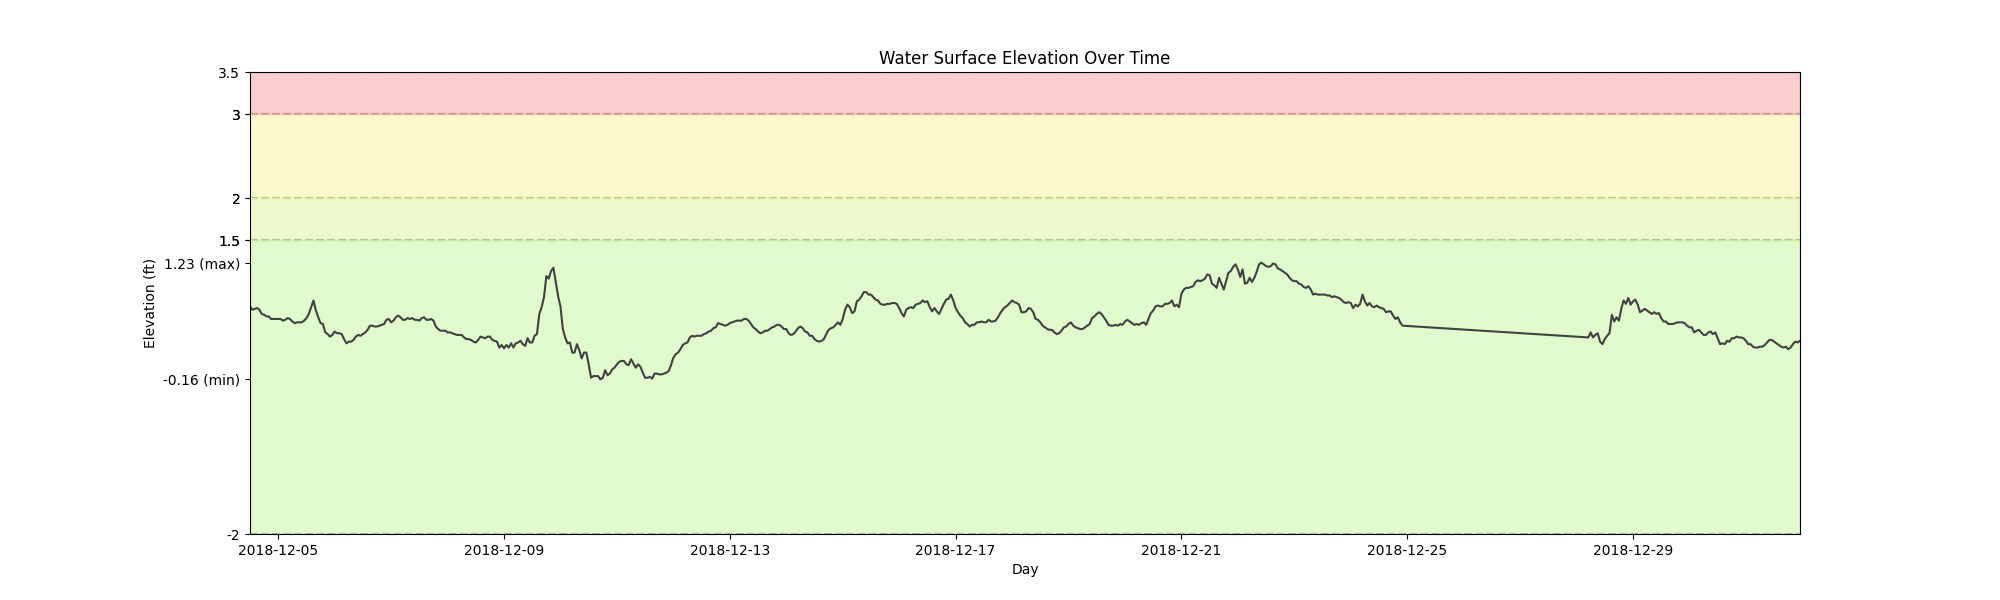 Water Surface Elevation Over Time
3.5
3
2
1.5
1.23 (max)
-0.16 (min)
-2
Elevation (ft)
2018-12-05 2018-12-09 2018-12-13 2018-12-17 2018-12-21 2018-12-25 2018-12-29
Day